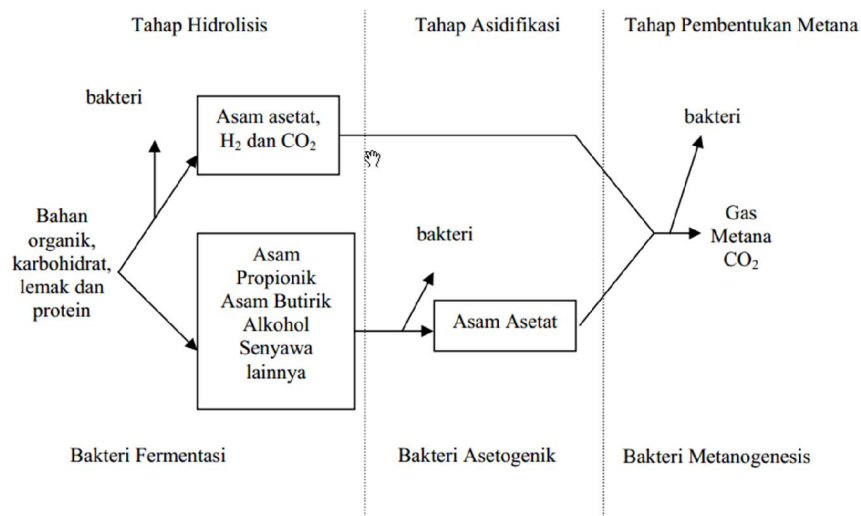 Tahap Hidrolisis
Tahap Asidifikasi
Tahap Pembentukan Metana
bakteri
Asam asetat,
H₂ dan CO₂
bakteri
Bahan
organik,
karbohidrat,
lemak dan
protein
Asam
Propionik
Asam Butirik
Alkohol
Senyawa
lainnya
bakteri
Asam Asetat
Gas
Metana
CO₂
Bakteri Fermentasi
Bakteri Asetogenik
Bakteri Metanogenesis